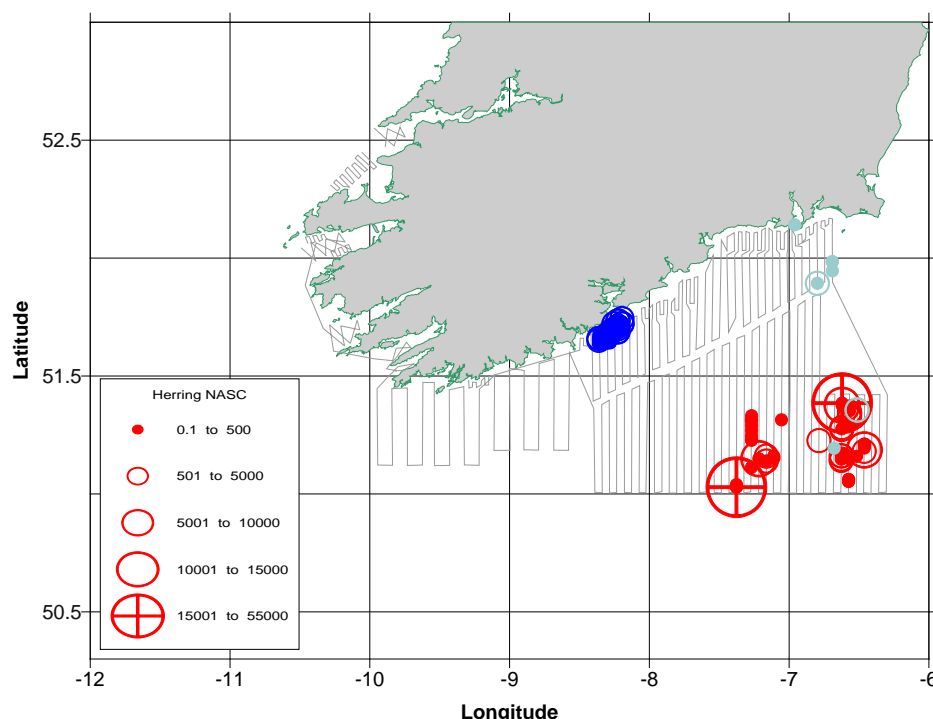 52.5
51.5
50.5
Latitude
Herring NASC
0.1 to 500
501 to 5000
5001 to 10000
10001 to 15000
15001 to 55000
-12 -11 -10 -9 -8 -7 -6
Longitude